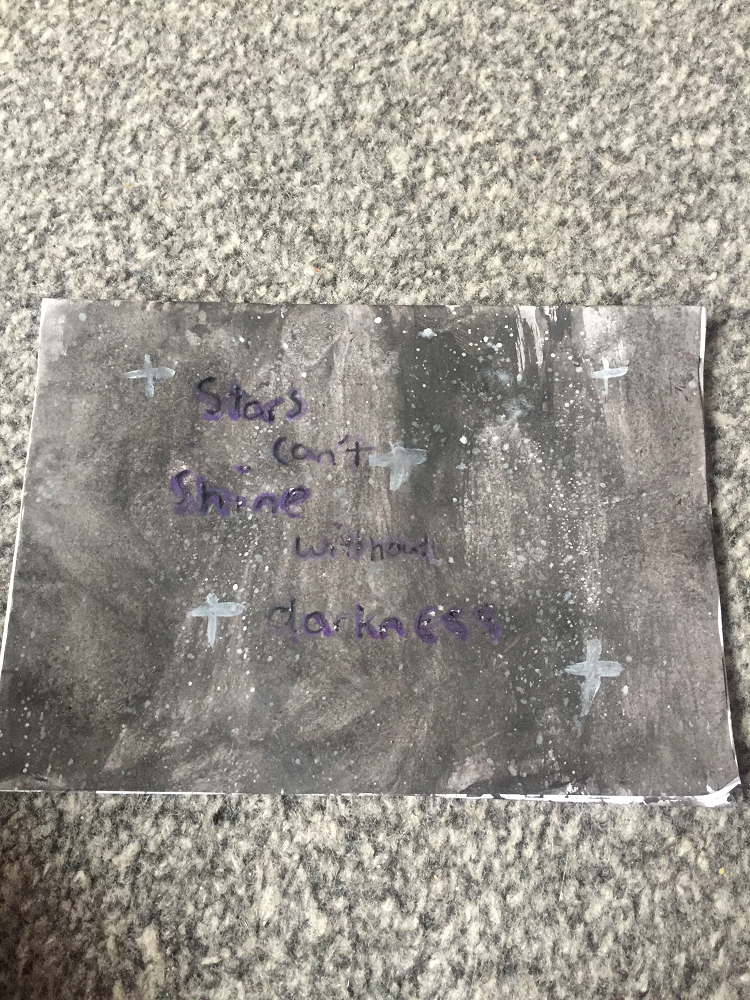 Stars
can't
Shine
without
darkness